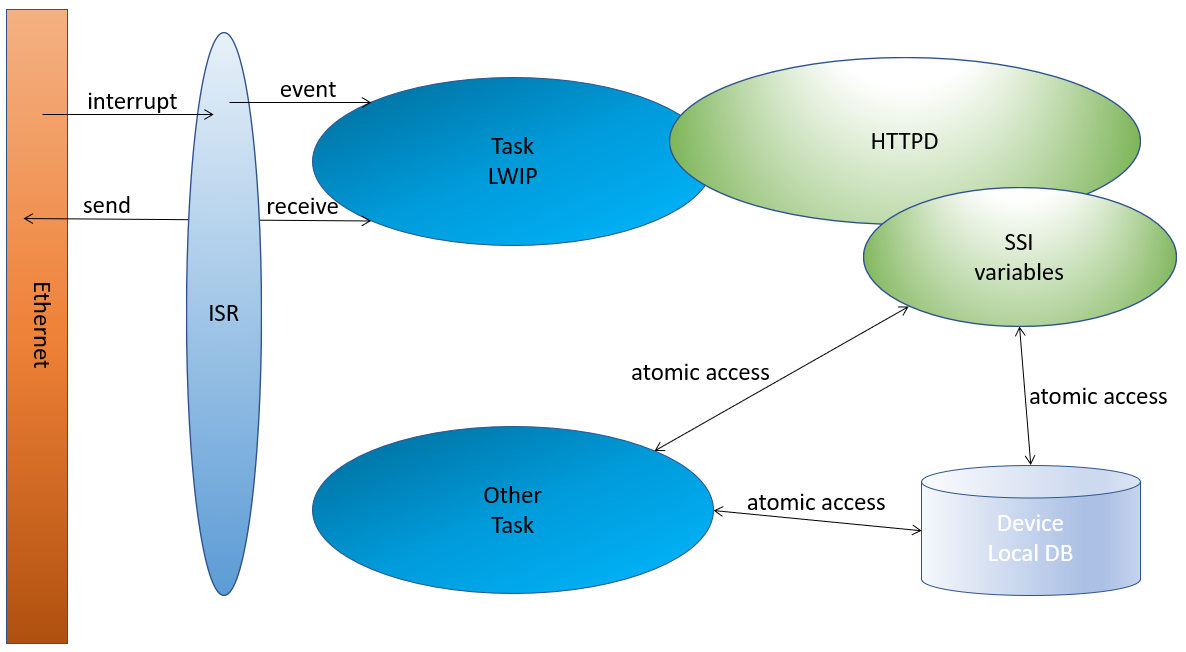 event
interrupt
Task
LWIP
HTTPD
send
receive
SSI
variables
Ethernet
ISR
atomic access
atomic access
Other
Task
atomic access
Device
Local DB